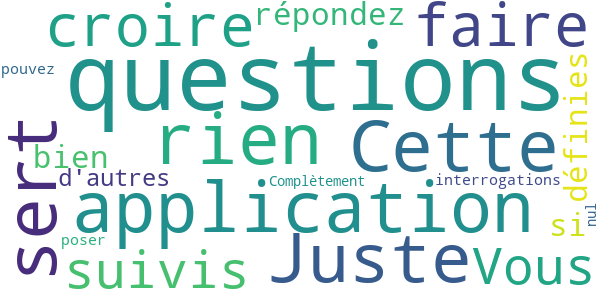 croire répondez faire
pouvez questions définies
sert rien Cette
bien d'autres Complètement interrogations
application si nul
poser suivis Juste Vous